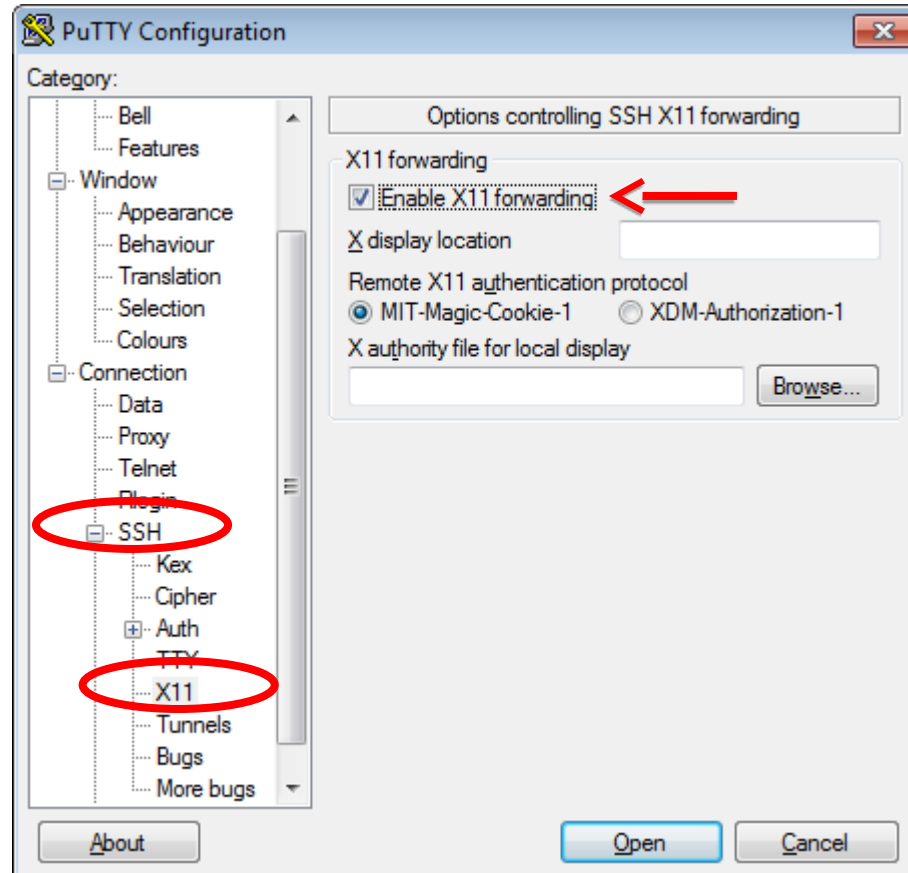 PuTTY Configuration
Category:
Bell
Features
Window
Appearance
Behaviour
Translation
Selection
Colours
Connection
Data
Proxy
Telnet
Rlogin
SSH
Kex
Cipher
Auth
TTY
X11
Tunnels
Bugs
More bugs
Options controlling SSH X11 forwarding
X11 forwarding
Enable X11 forwarding
X display location
Remote X11 authentication protocol
MIT-Magic-Cookie-1 XDM-Authorization-1
X authority file for local display
Browse...
About Open Cancel